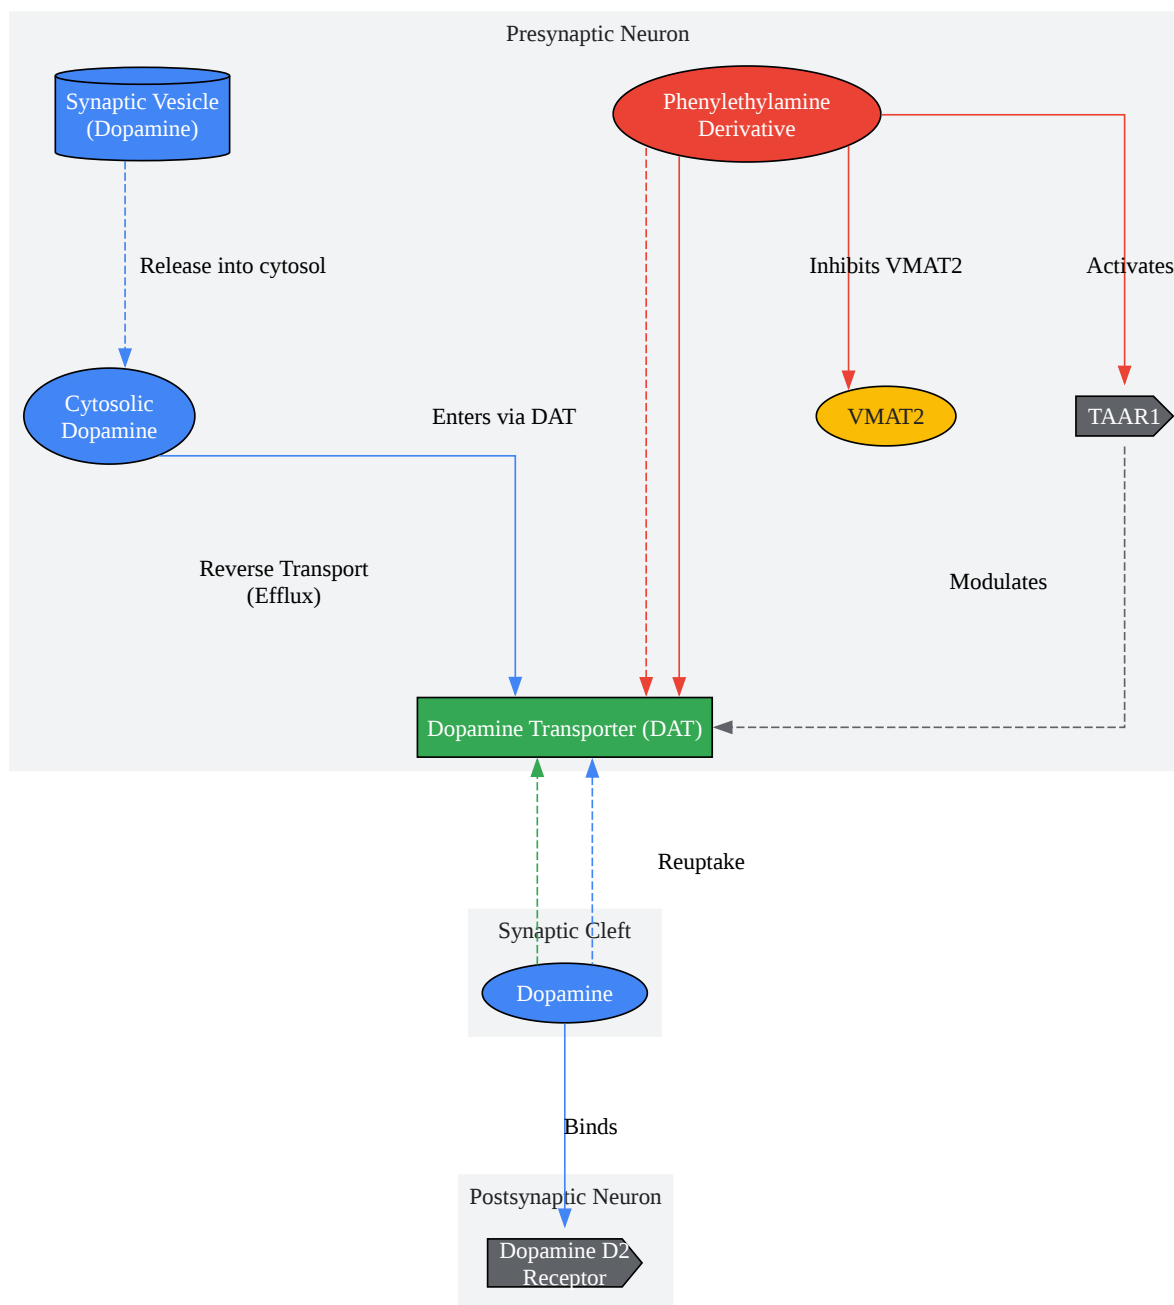 Presynaptic Neuron
Synaptic Vesicle
(Dopamine)
Phenylethylamine
Derivative
Release into cytosol
Inhibits VMAT2
Activates
Cytosolic
Dopamine
Enters via DAT
VMAT2
TAAR1
Reverse Transport
(Efflux)
Modulates
Dopamine Transporter (DAT)
Reuptake
Synaptic Cleft
Dopamine
Binds
Postsynaptic Neuron
Dopamine D2
Receptor